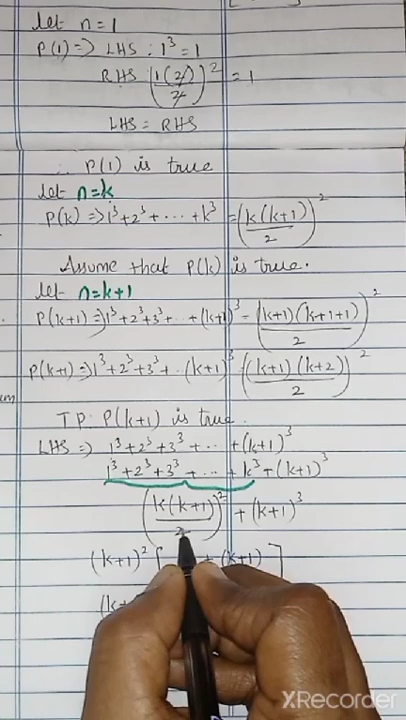 let n=1
P(1) ⇒ LHS : 1³ = 1
RHS (1(2)/2)² = 1
LHS = RHS
∴ P(1) is true
let n=k
P(k) ⇒ 1³+2³+ ⋯ +k³ = (k(k+1)/2)²
Assume that P(k) is true.
let n=k+1
P(k+1) ⇒ 1³+2³+3³+ ‥ +(k+1)³ = ((k+1)(k+1+1)/2)²
P(k+1) ⇒ 1³+2³+3³+ ‥(k+1)³ ((k+1)(k+2)/2)²
TP: P(k+1) is true.
LHS ⇒ 1³+2³+3³+ ⋯ +(k+1)³
1³+2³+3³+ ⋯ +k³+(k+1)³
(k(k+1)/2)² + (k+1)³
(k+1)² [ + (k+1) ]
XRecorder